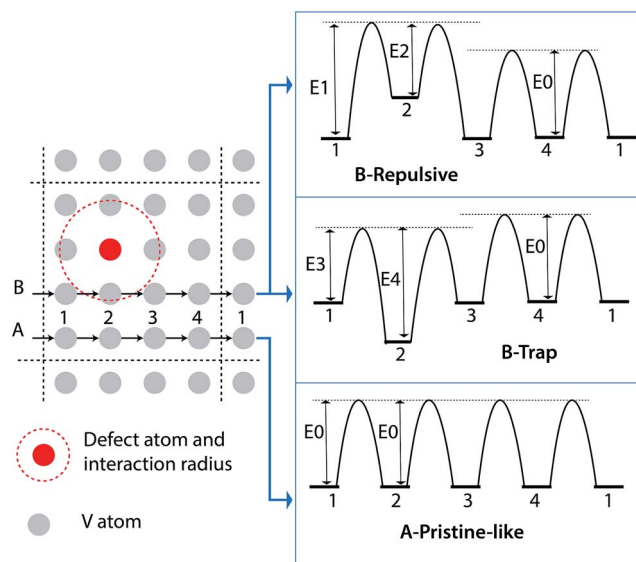 E1
E2
E0
1
2
3
4
1
B-Repulsive
E3
E4
E0
1
2
3
4
1
B-Trap
E0
E0
1
2
3
4
1
A-Pristine-like
B
1
2
3
4
1
A
Defect atom and
interaction radius
V atom